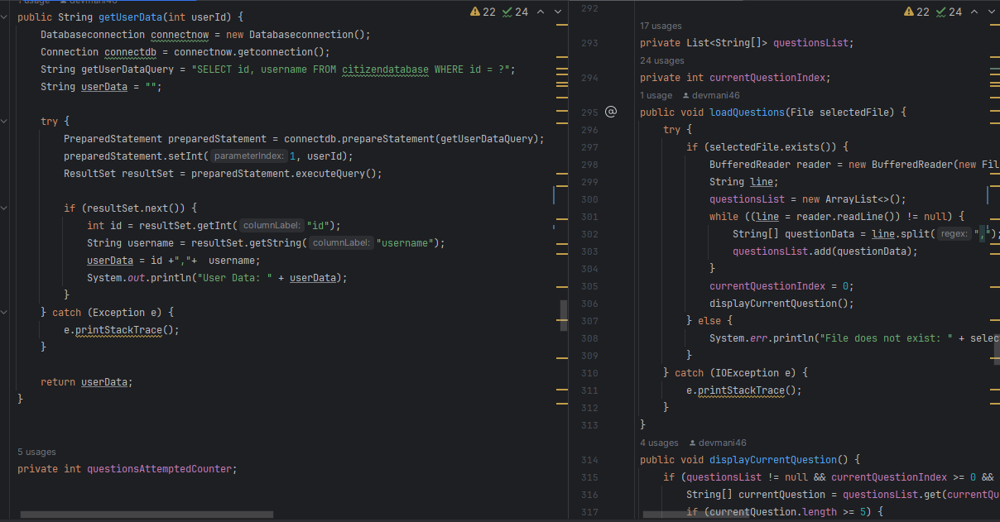 1 usage devmani46
22 24
public String getUserData(int userId) {
Databaseconnection connectnow = new Databaseconnection();
Connection connectdb = connectnow.getconnection();
String getUserDataQuery = "SELECT id, username FROM citizendatabase WHERE id = ?";
String userData = "";
try {
PreparedStatement preparedStatement = connectdb.prepareStatement(getUserDataQuery);
preparedStatement.setInt( parameterIndex: 1, userId);
ResultSet resultSet = preparedStatement.executeQuery();
if (resultSet.next()) {
int id = resultSet.getInt( columnLabel: "id");
String username = resultSet.getString( columnLabel: "username");
userData = id +","+  username;
System.out.println("User Data: " + userData);
}
} catch (Exception e) {
e.printStackTrace();
}
return userData;
}
5 usages
private int questionsAttemptedCounter;
292
22 24
17 usages
293 private List<String[]> questionsList;
24 usages
294 private int currentQuestionIndex;
1 usage devmani46
295 @ public void loadQuestions(File selectedFile) {
296 try {
297 if (selectedFile.exists()) {
298 BufferedReader reader = new BufferedReader(new Fil
299 String line;
300 questionsList = new ArrayList<>();
301 while ((line = reader.readLine()) != null) {
302 String[] questionData = line.split( regex: ",");
303 questionsList.add(questionData);
304 }
305 currentQuestionIndex = 0;
306 displayCurrentQuestion();
307 } else {
308 System.err.println("File does not exist: " + selec
309 }
310 } catch (IOException e) {
311 e.printStackTrace();
312 }
313 }
4 usages devmani46
314 public void displayCurrentQuestion() {
315 if (questionsList != null && currentQuestionIndex >= 0 &&
316 String[] currentQuestion = questionsList.get(currentQu
317 if (currentQuestion.length >= 5) {